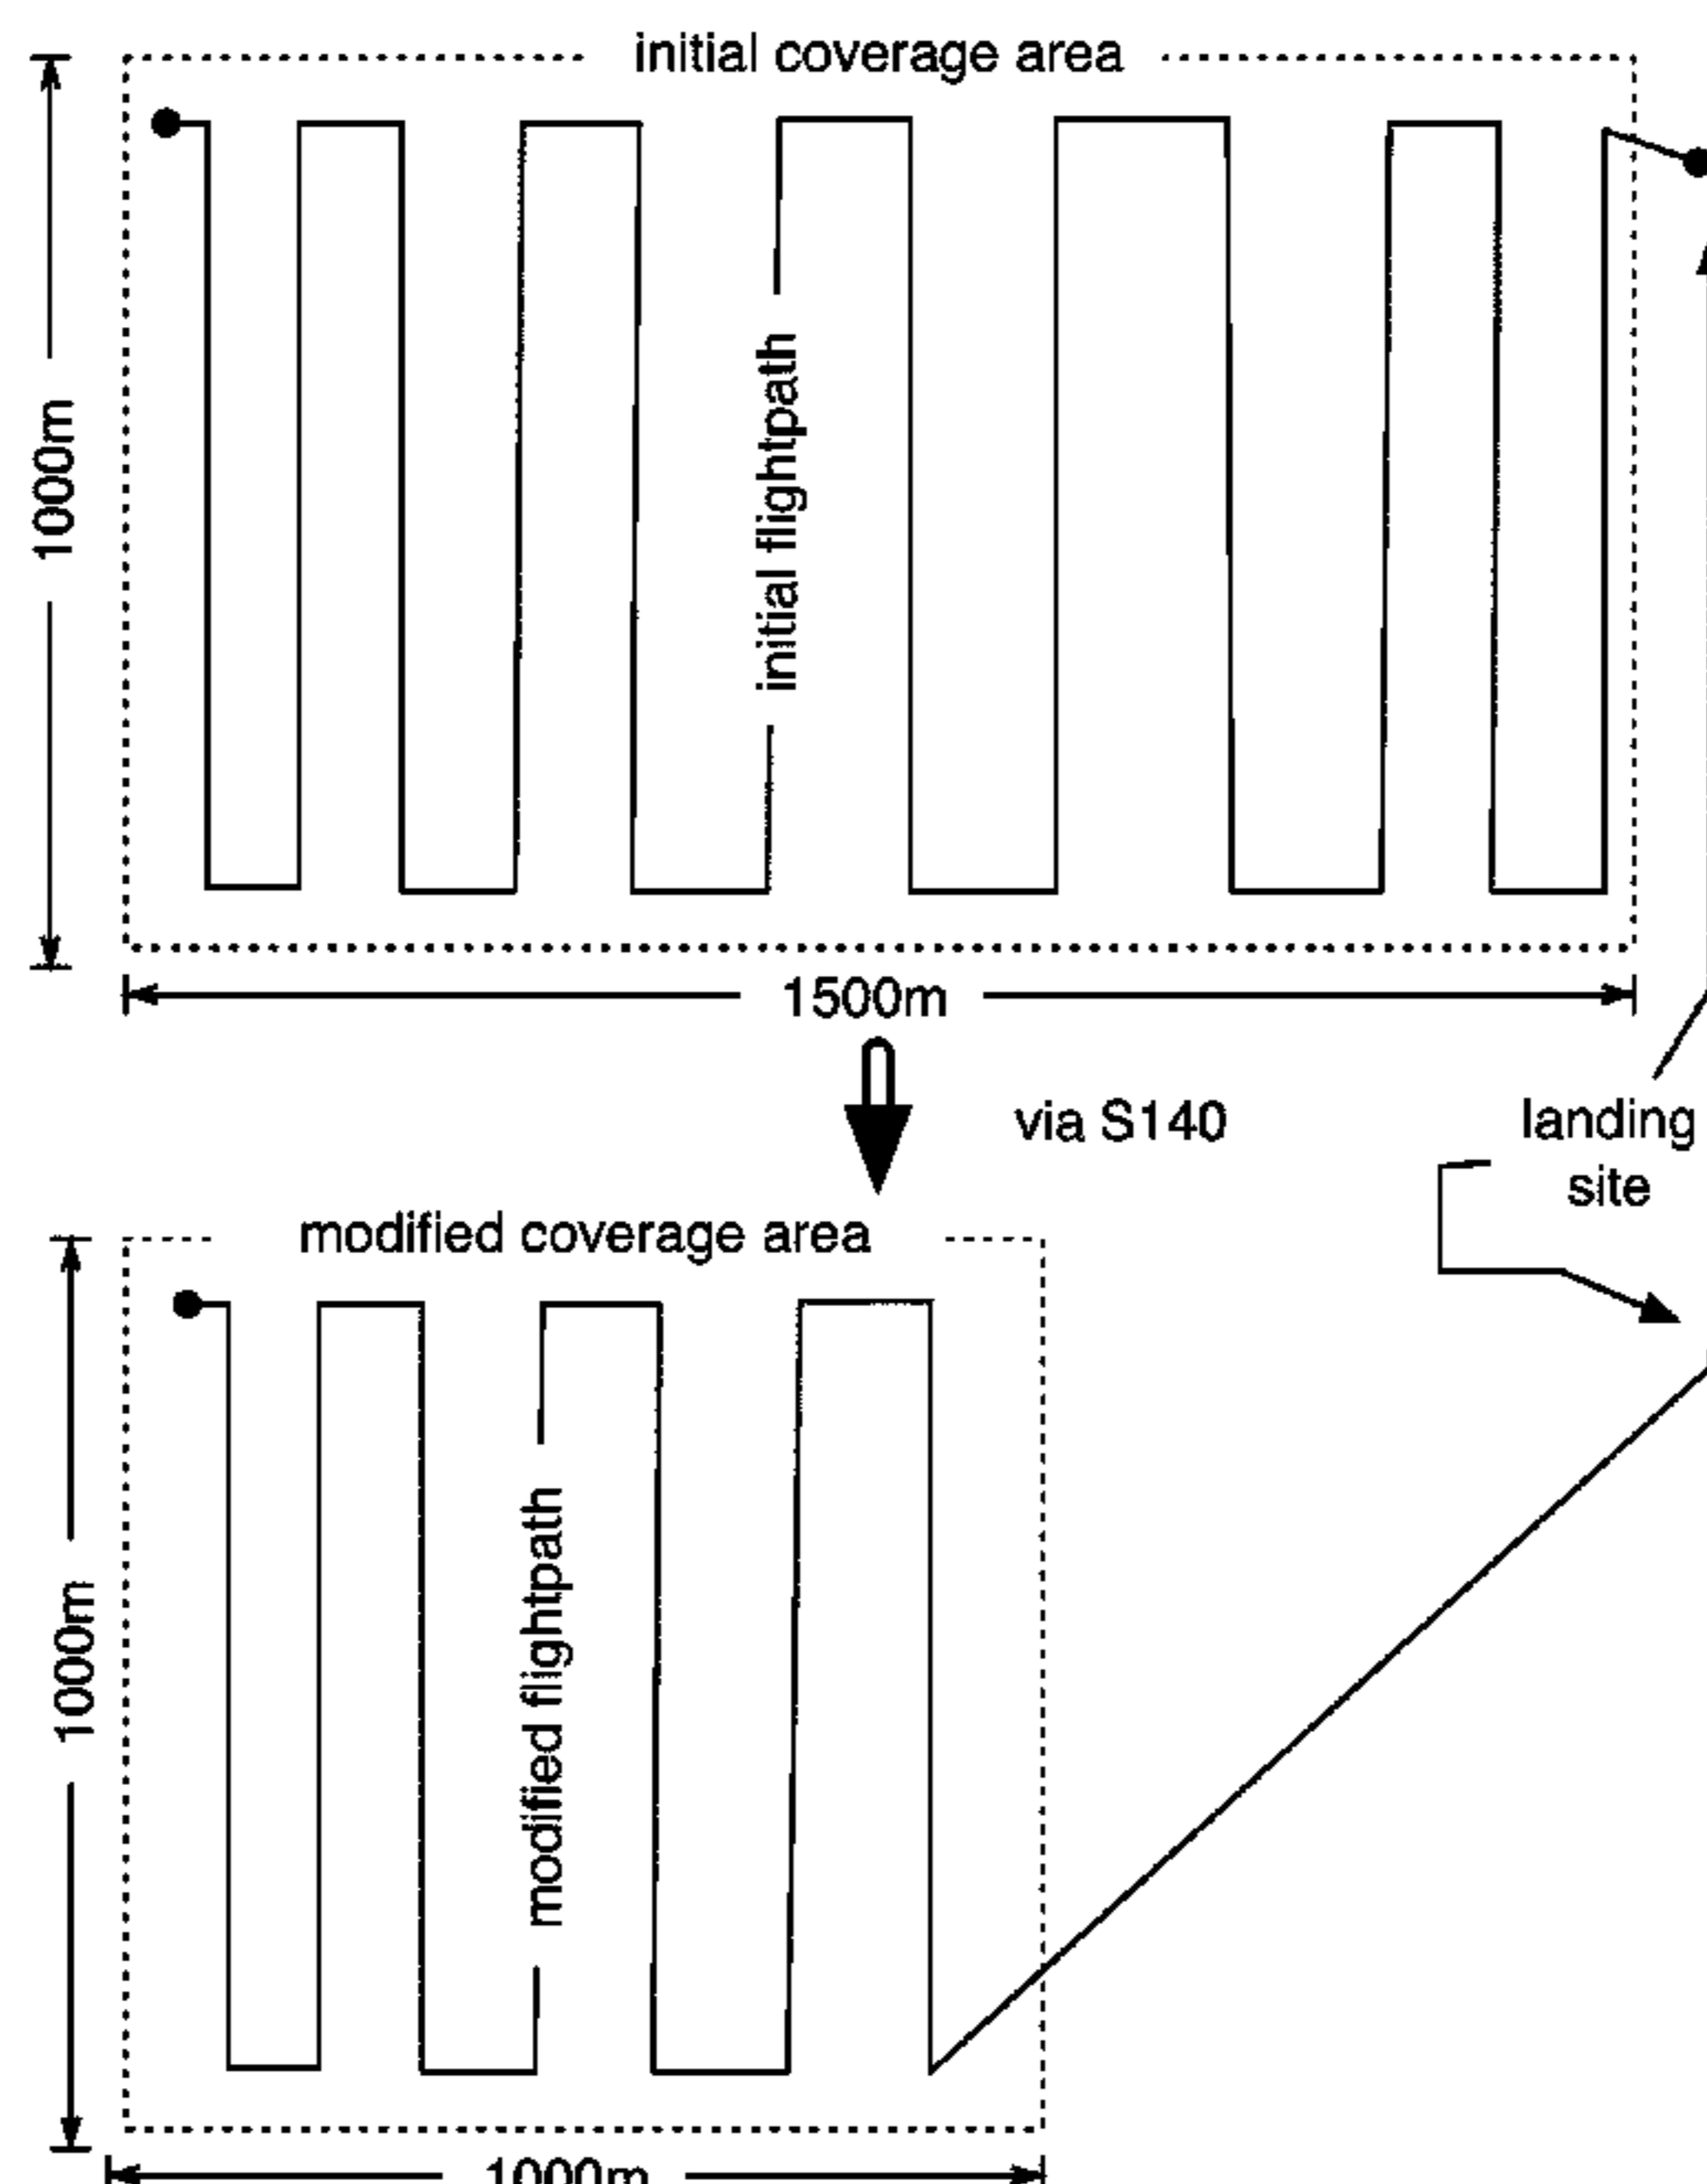 initial coverage area
1000m
initial flightpath
1500m
via S140
landing
site
modified coverage area
1000m
modified flightpath
1000m